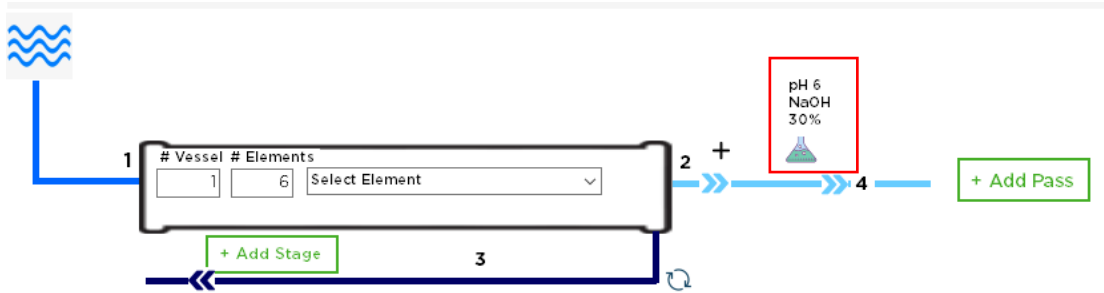 pH 6
NaOH
30%
1
# Vessel # Elements
1
6
Select Element
2
+
4
+ Add Pass
+ Add Stage
3